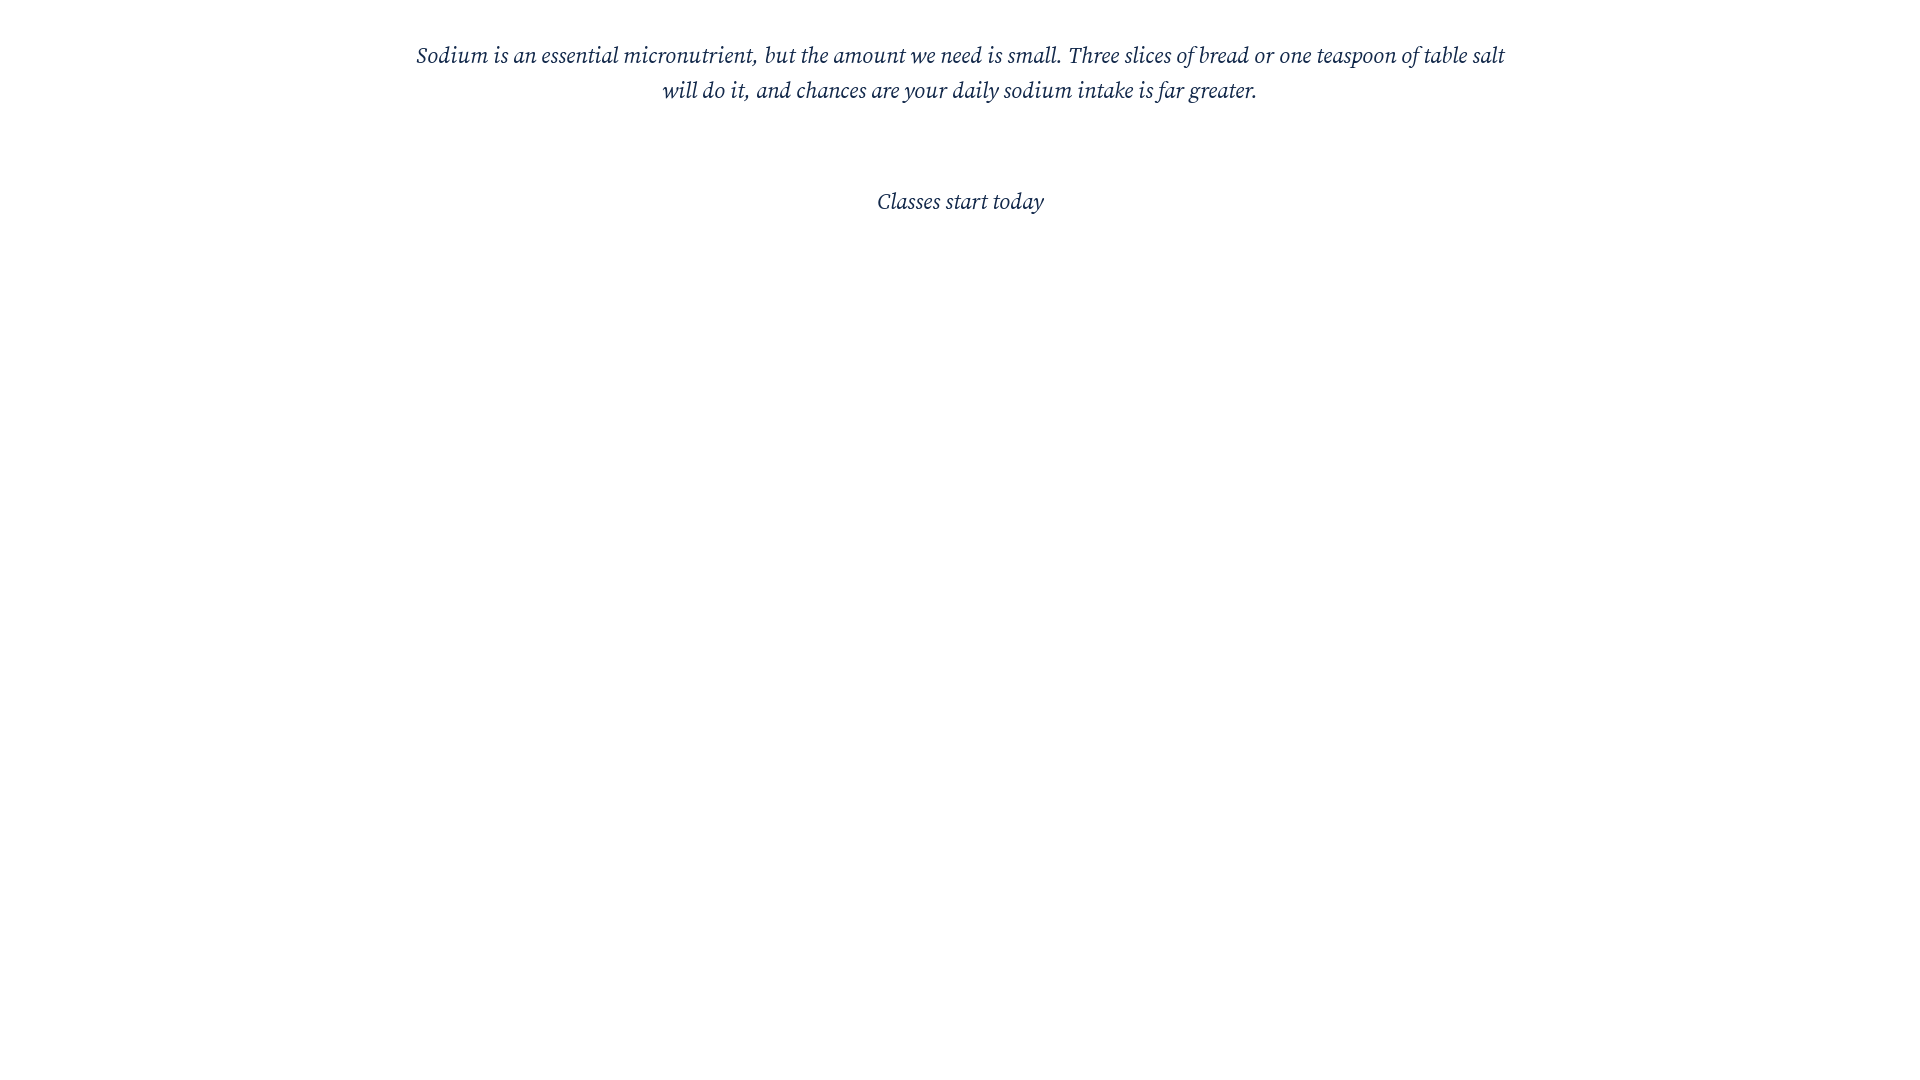 Sodium is an essential micronutrient, but the amount we need is small. Three slices of bread or one teaspoon of table salt
will do it, and chances are your daily sodium intake is far greater.
Classes start today